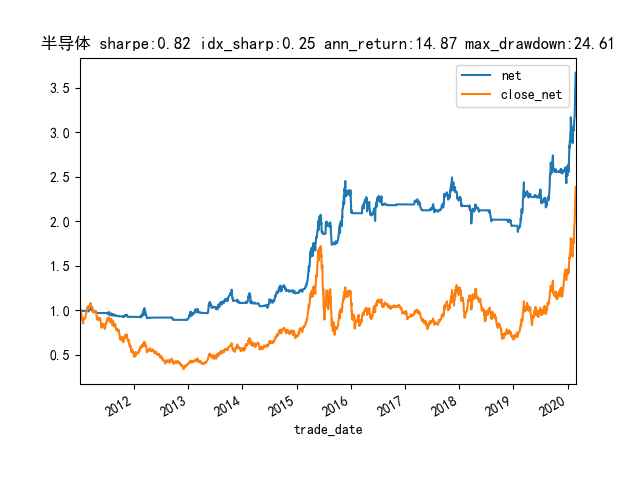 半导体 sharpe:0.82 idx_sharp:0.25 ann_return:14.87 max_drawdown:24.61
net
close_net
3.5
3.0
2.5
2.0
1.5
1.0
0.5
2012 2013 2014 2015 2016 2017 2018 2019 2020
trade_date